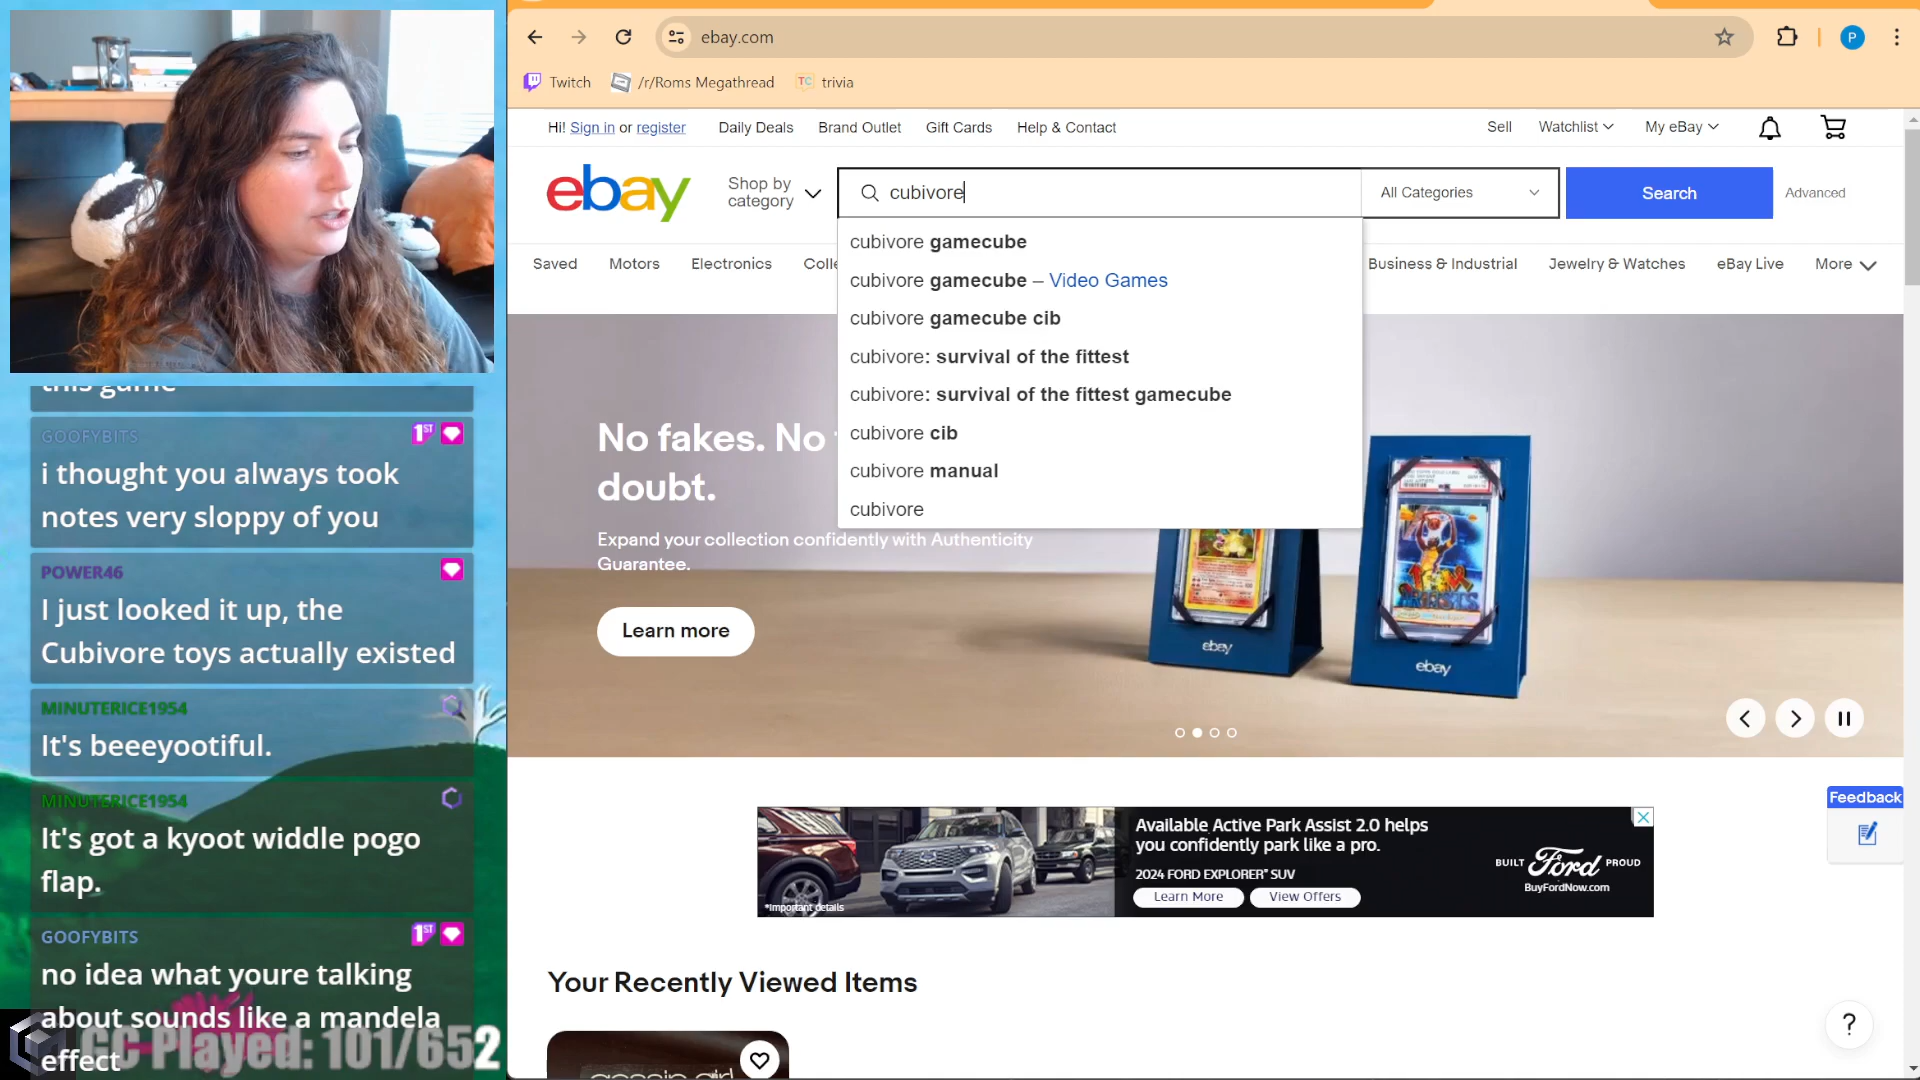 this game
GOOFYBITS
1ST
i thought you always took
notes very sloppy of you
POWER46
I just looked it up, the
Cubivore toys actually existed
MINUTERICE1954
It's beeeyootiful.
MINUTERICE1954
It's got a kyoot widdle pogo
flap.
GOOFYBITS
1ST
no idea what youre talking
about sounds like a mandela
effect
GC-Played: 101/652
ebay.com
P
Twitch
/r/Roms Megathread
TC trivia
Hi! Sign in or register
Daily Deals
Brand Outlet
Gift Cards
Help & Contact
Sell
Watchlist
My eBay
ebay
Shop by
category
cubivore
All Categories
Search
Advanced
Saved
Motors
Electronics
Business & Industrial
Jewelry & Watches
eBay Live
More
cubivore gamecube
cubivore gamecube – Video Games
cubivore gamecube cib
cubivore: survival of the fittest
cubivore: survival of the fittest gamecube
cubivore cib
cubivore manual
cubivore
No fakes. No
doubt.
Expand your collection confidently with Authenticity
Guarantee.
Learn more
ebay
ebay
Available Active Park Assist 2.0 helps
you confidently park like a pro.
2024 FORD EXPLORER® SUV
Learn More
View Offers
*Important details
BUILT Ford PROUD
BuyFordNow.com
Feedback
Your Recently Viewed Items
?